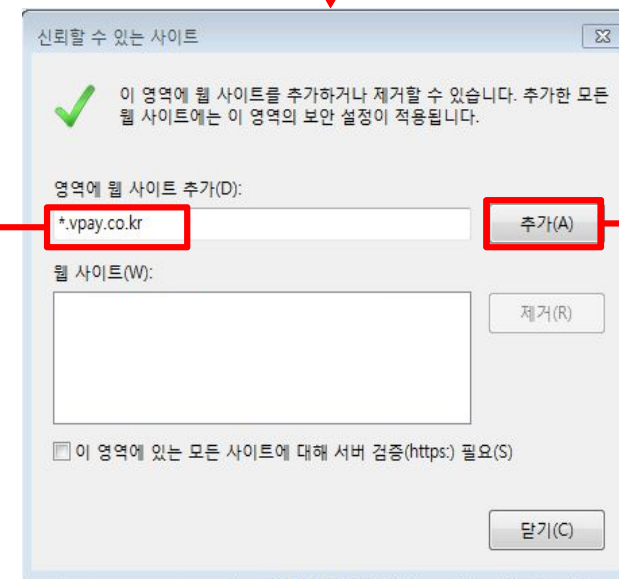 신뢰할 수 있는 사이트
이 영역에 웹 사이트를 추가하거나 제거할 수 있습니다. 추가한 모든
웹 사이트에는 이 영역의 보안 설정이 적용됩니다.
영역에 웹 사이트 추가(D):
*.vpay.co.kr
추가(A)
웹 사이트(W):
제거(R)
이 영역에 있는 모든 사이트에 대해 서버 검증(https:) 필요(S)
닫기(C)